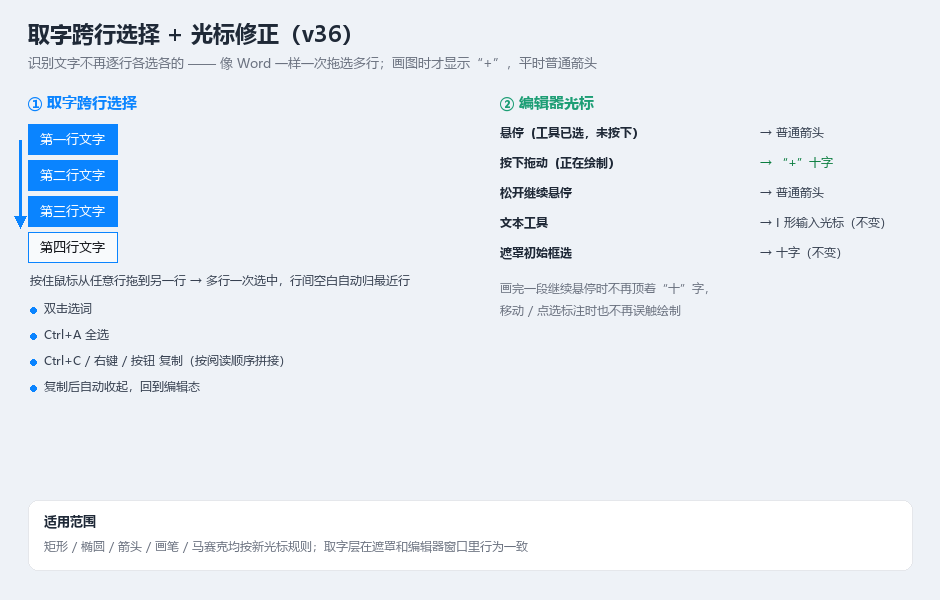 取字跨行选择 + 光标修正（v36）
识别文字不再逐行各选各的 —— 像 Word 一样一次拖选多行；画图时才显示“+”，平时普通箭头
① 取字跨行选择
第一行文字
第二行文字
第三行文字
第四行文字
按住鼠标从任意行拖到另一行 → 多行一次选中，行间空白自动归最近行
● 双击选词
● Ctrl+A 全选
● Ctrl+C / 右键 / 按钮 复制（按阅读顺序拼接）
● 复制后自动收起，回到编辑态
② 编辑器光标
悬停（工具已选，未按下） → 普通箭头
按下拖动（正在绘制） → “+”十字
松开继续悬停 → 普通箭头
文本工具 → I 形输入光标（不变）
遮罩初始框选 → 十字（不变）
画完一段继续悬停时不再顶着“十”字，
移动 / 点选标注时也不再误触绘制
适用范围
矩形 / 椭圆 / 箭头 / 画笔 / 马赛克均按新光标规则；取字层在遮罩和编辑器窗口里行为一致